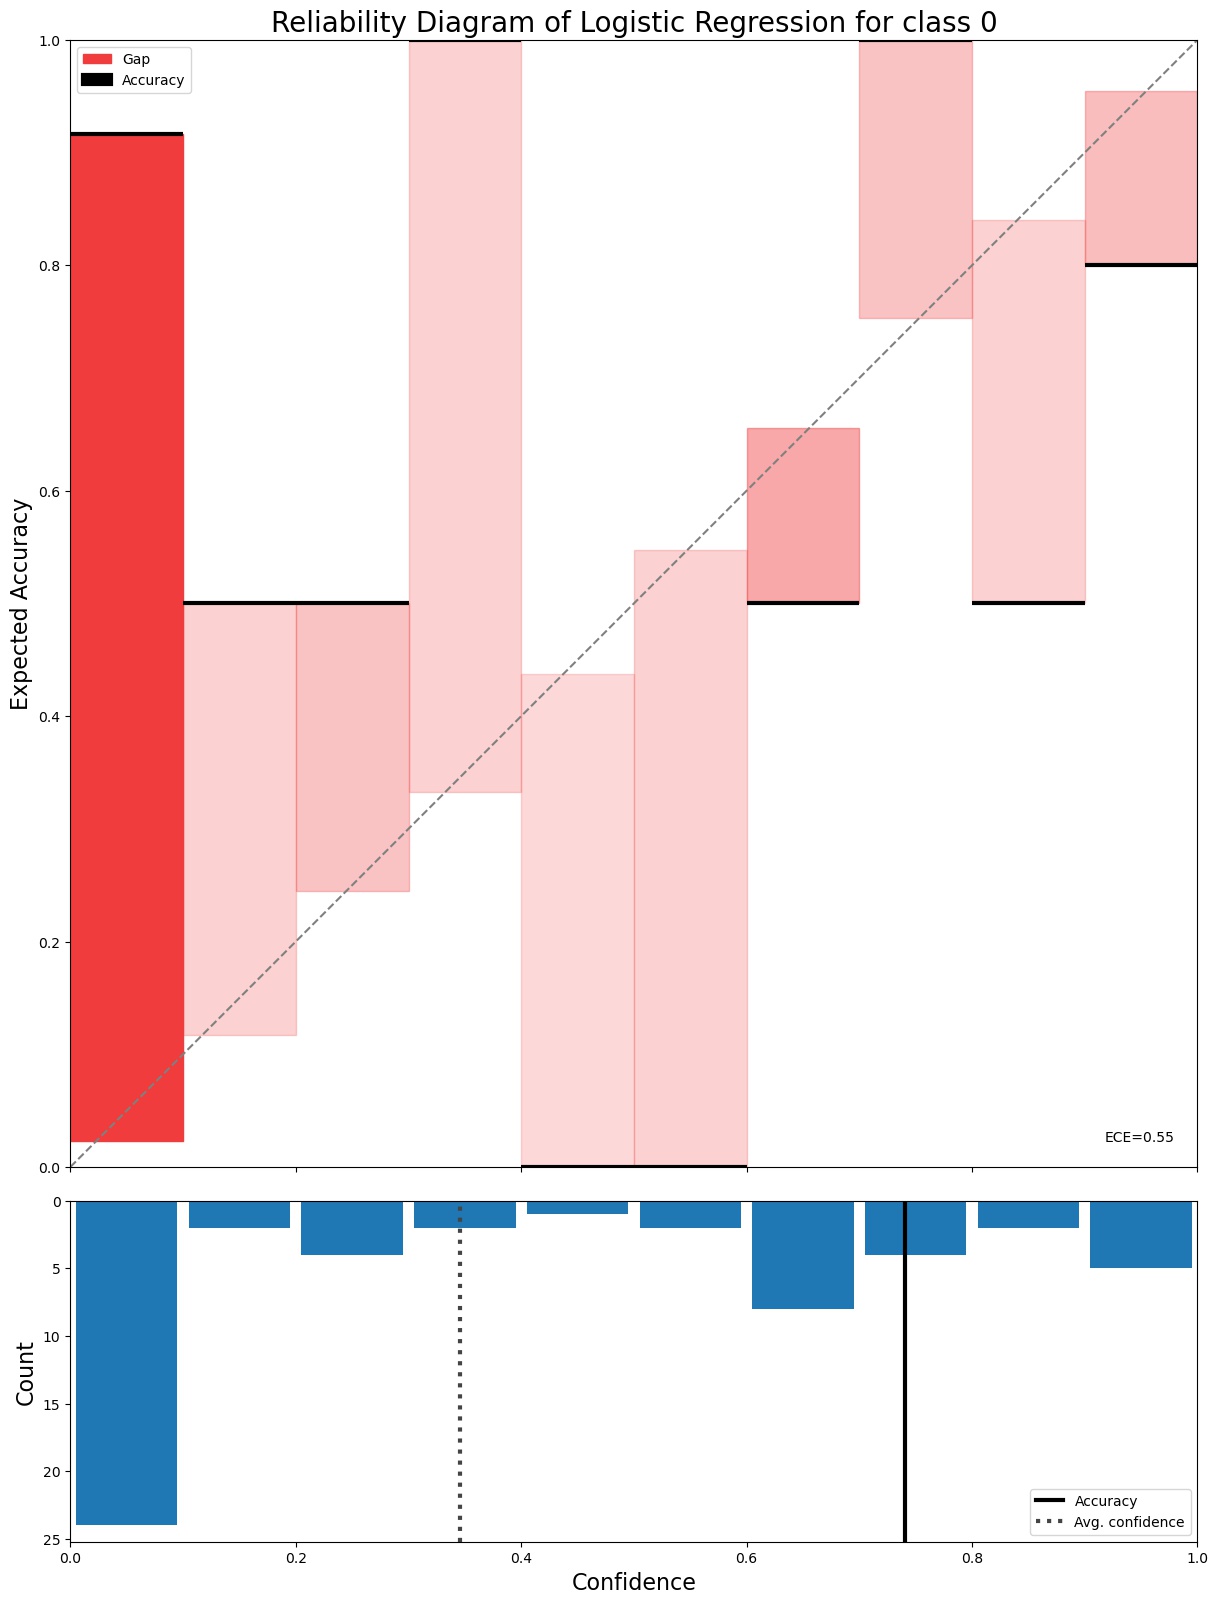 Reliability Diagram of Logistic Regression for class 0
1.0
Gap
Accuracy
0.8
0.6
Expected Accuracy
0.4
0.2
ECE=0.55
0.0
0
5
10
Count
15
20
25
Accuracy
Avg. confidence
0.0 0.2 0.4 0.6 0.8 1.0
Confidence